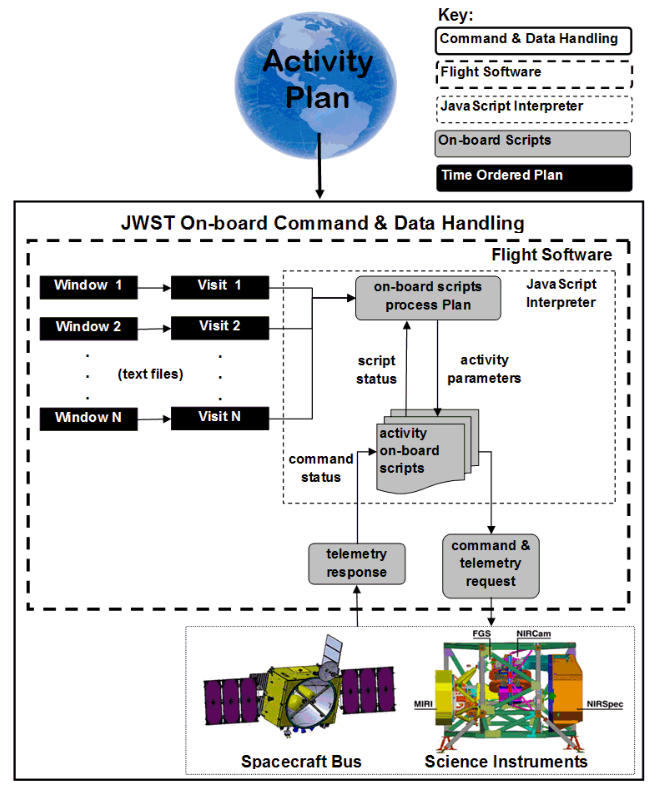 Activity
Plan
Key:
Command & Data Handling
Flight Software
JavaScript Interpreter
On-board Scripts
Time Ordered Plan
JWST On-board Command & Data Handling
Flight Software
Window 1
Visit 1
on-board scripts
process Plan
JavaScript
Interpreter
Window 2
Visit 2
(text files)
script
status
activity
parameters
Window N
Visit N
activity
on-board
scripts
command
status
telemetry
response
command &
telemetry
request
FGS
NIRCam
MIRI
NIRSpec
Spacecraft Bus
Science Instruments